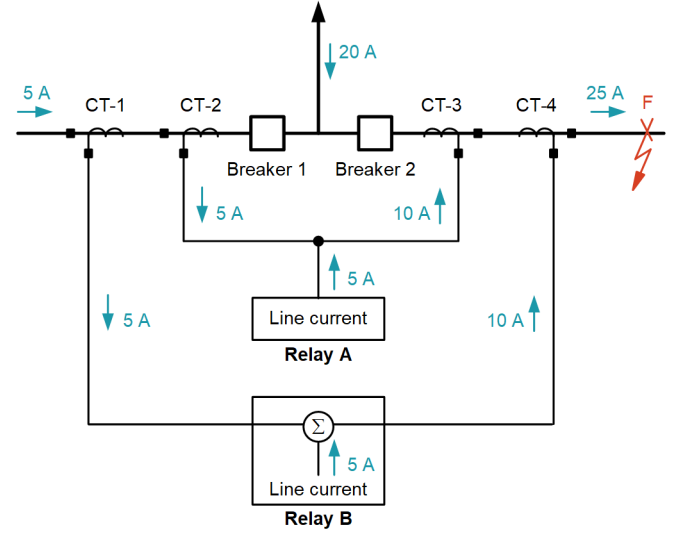 20 A
5 A
CT-1
CT-2
CT-3
CT-4
25 A
F
Breaker 1
Breaker 2
5 A
10 A
5 A
Line current
Relay A
5 A
10 A
Σ
5 A
Line current
Relay B